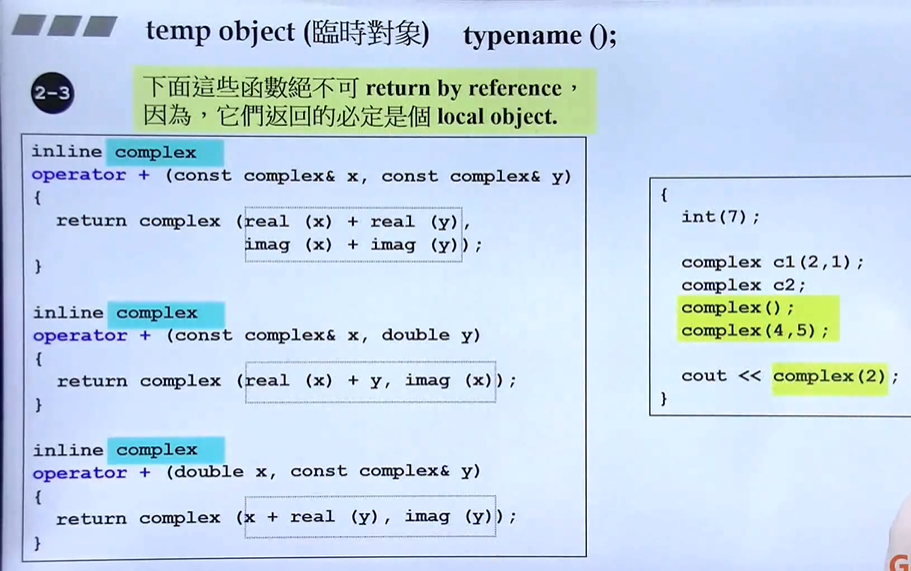 temp object (臨時對象)    typename ();
2-3
下面這些函數絕不可 return by reference，
因為，它們返回的必定是個 local object.
inline complex
operator + (const complex& x, const complex& y)
{
  return complex (real (x) + real (y),
                  imag (x) + imag (y));
}
inline complex
operator + (const complex& x, double y)
{
  return complex (real (x) + y, imag (x));
}
inline complex
operator + (double x, const complex& y)
{
  return complex (x + real (y), imag (y));
}
{
  int(7);
  complex c1(2,1);
  complex c2;
  complex();
  complex(4,5);
  cout << complex(2);
}
G